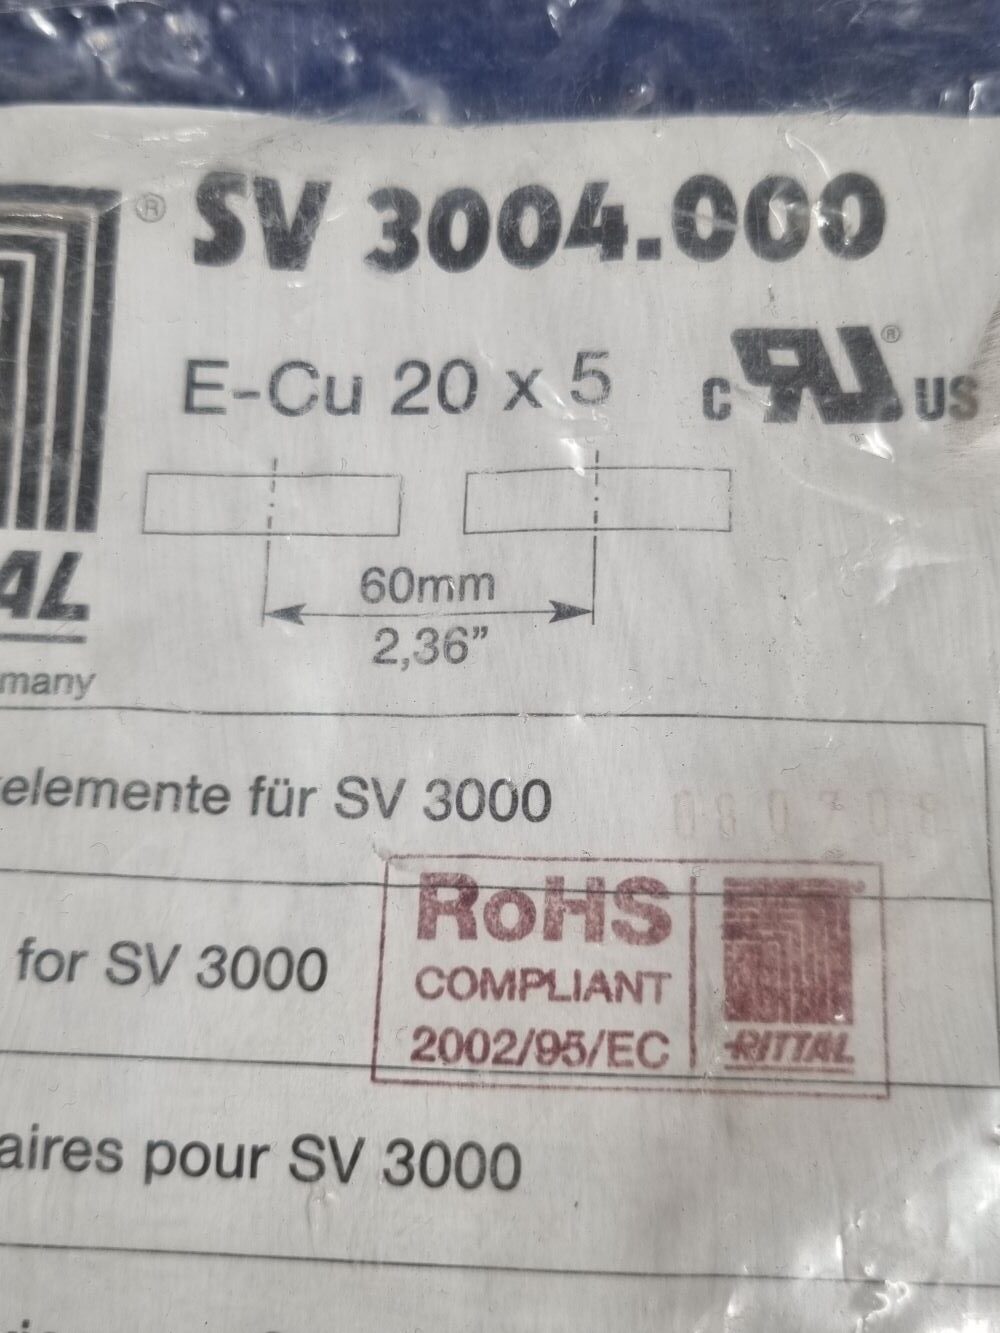 ® SV 3004.000
E-Cu 20 x 5
c RU® US
60mm
2,36”
AL
many
elemente für SV 3000
for SV 3000
RoHS
COMPLIANT
2002/95/EC
RITTAL
aires pour SV 3000